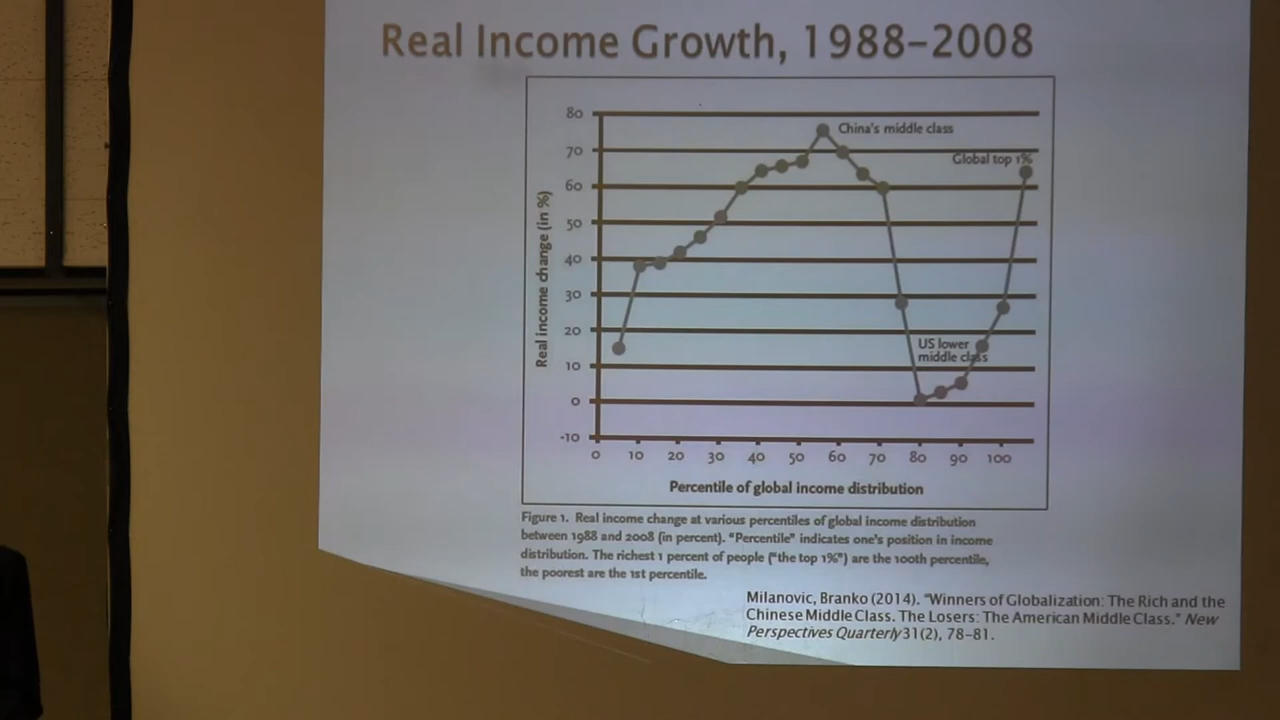 Real Income Growth, 1988–2008
80
70
60
50
40
30
20
10
0
-10
Real income change (in %)
China's middle class
Global top 1%
US lower
middle class
0 10 20 30 40 50 60 70 80 90 100
Percentile of global income distribution
Figure 1. Real income change at various percentiles of global income distribution
between 1988 and 2008 (in percent). "Percentile" indicates one's position in income
distribution. The richest 1 percent of people ("the top 1%") are the 100th percentile,
the poorest are the 1st percentile.
Milanovic, Branko (2014). "Winners of Globalization: The Rich and the
Chinese Middle Class. The Losers: The American Middle Class." New
Perspectives Quarterly 31(2), 78–81.